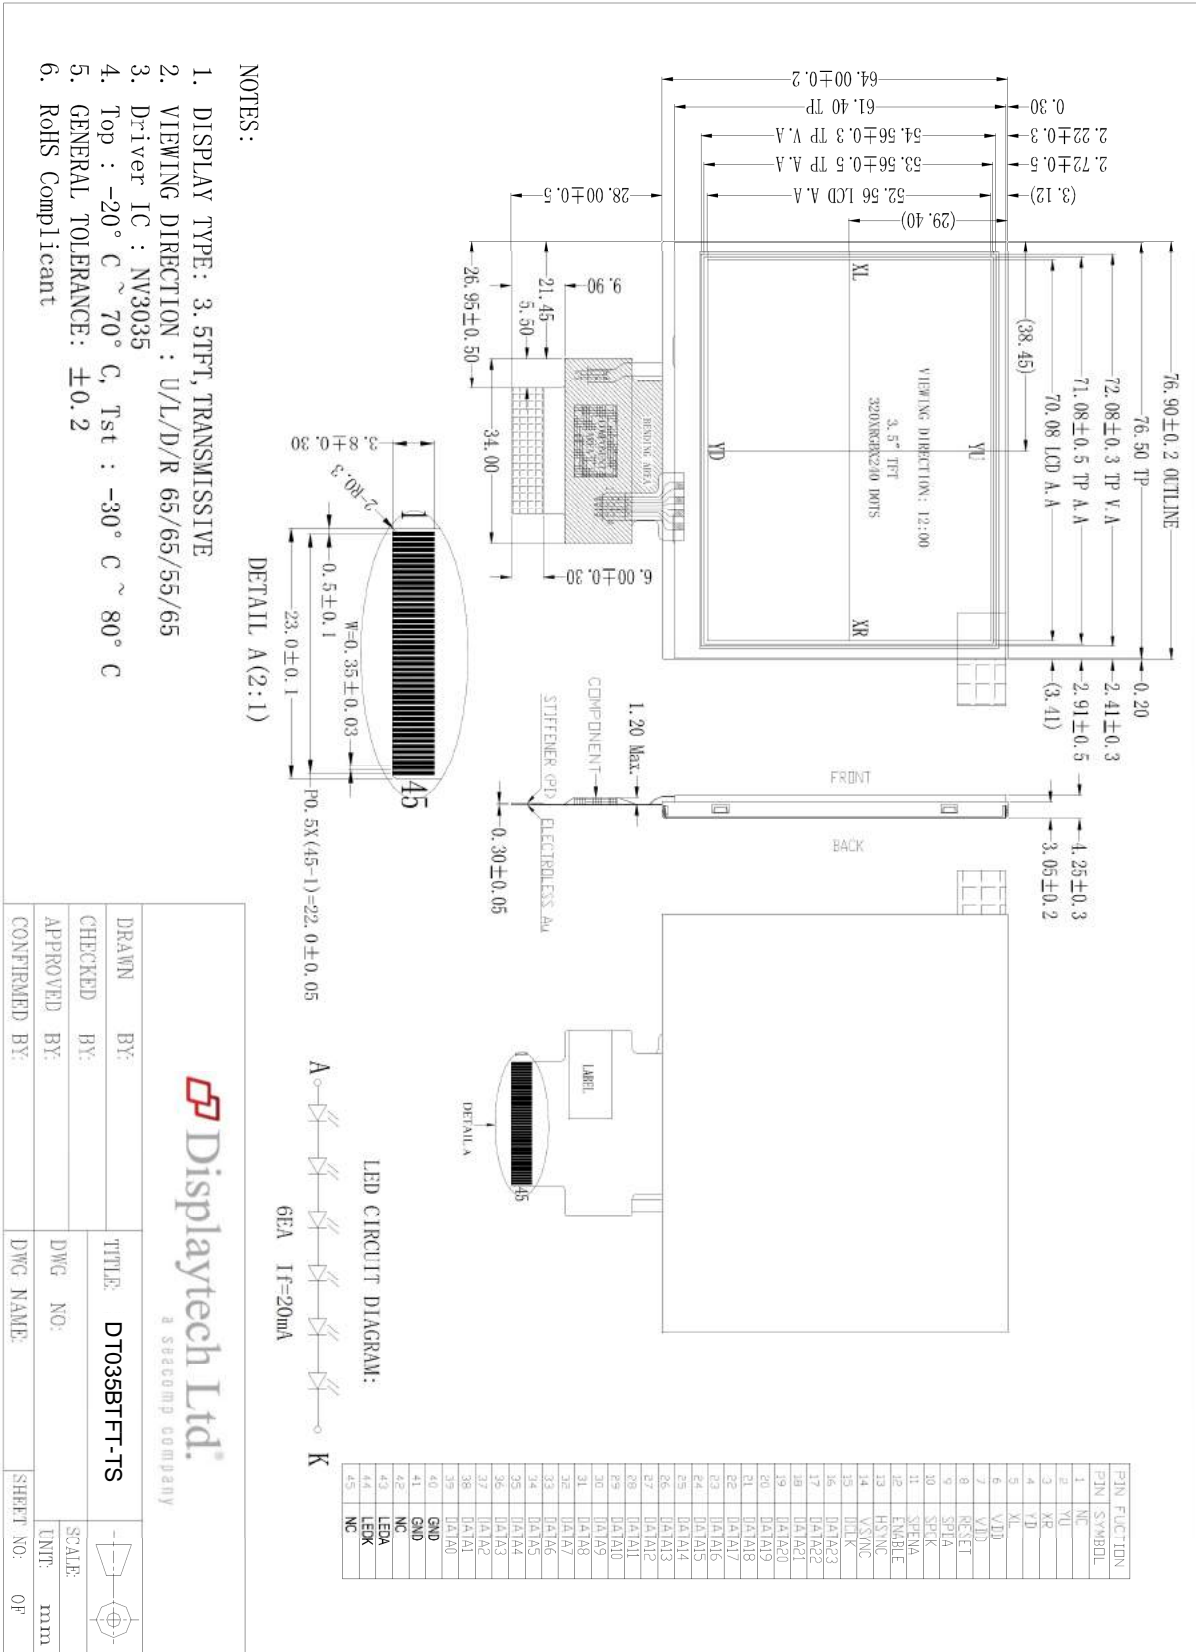 76.90±0.2 OUTLINE
76.50 TP
72.08±0.3 TP V.A
71.08±0.5 TP A.A
70.08 LCD A.A
(38.45)
0.20
2.41±0.3
2.91±0.5
(3.41)
64.00±0.2
61.40 TP
54.56±0.3 TP V.A
53.56±0.5 TP A.A
52.56 LCD A.A
(29.40)
0.30
2.22±0.3
2.72±0.5
(3.12)
28.00±0.5
XL
YU
XR
YD
VIEWING DIRECTION: 12:00
3.5" TFT
320XRGBX240 DOTS
BENDING AREA
COMPONENT
AREA
9.90
21.45
5.50
26.95±0.50
34.00
6.00±0.30
FRONT
BACK
4.25±0.3
3.05±0.2
1.20 Max.
COMPONENT
STIFFENER (PI)
ELECTROLESS Au
0.30±0.05
LABEL
45
DETAIL A
3.8±0.30
2-R0.3
0.5±0.1
W=0.35±0.03
23.0±0.1
P0.5X(45-1)=22.0±0.05
45
DETAIL A(2:1)
LED CIRCUIT DIAGRAM:
A
K
6EA If=20mA
PIN FUCTION
PIN SYMBOL
1 NC
2 YU
3 XR
4 YD
5 XL
6 VDD
7 VDD
8 RESET
9 SPENA
10 SPCK
11 SPENA
12 ENABLE
13 HSYNC
14 VSYNC
15 DCLK
16 DATA23
17 DATA22
18 DATA21
19 DATA20
20 DATA19
21 DATA18
22 DATA17
23 DATA16
24 DATA15
25 DATA14
26 DATA13
27 DATA12
28 DATA11
29 DATA10
30 DATA9
31 DATA8
32 DATA7
33 DATA6
34 DATA5
35 DATA4
36 DATA3
37 DATA2
38 DATA1
39 DATA0
40 GND
41 GND
42 NC
43 LEDA
44 LEDK
45 NC
NOTES:
1. DISPLAY TYPE: 3.5TFT, TRANSMISSIVE
2. VIEWING DIRECTION : U/L/D/R 65/65/55/65
3. Driver IC : NV3035
4. Top : -20° C ~ 70° C, Tst : -30° C ~ 80° C
5. GENERAL TOLERANCE: ±0.2
6. RoHS Complicant
Displaytech Ltd.®
a seacomp company
DRAWN BY:
CHECKED BY:
APPROVED BY:
CONFIRMED BY:
TITLE: DT035BTFT-TS
DWG NO:
DWG NAME:
SCALE:
UNIT: mm
SHEET NO: OF